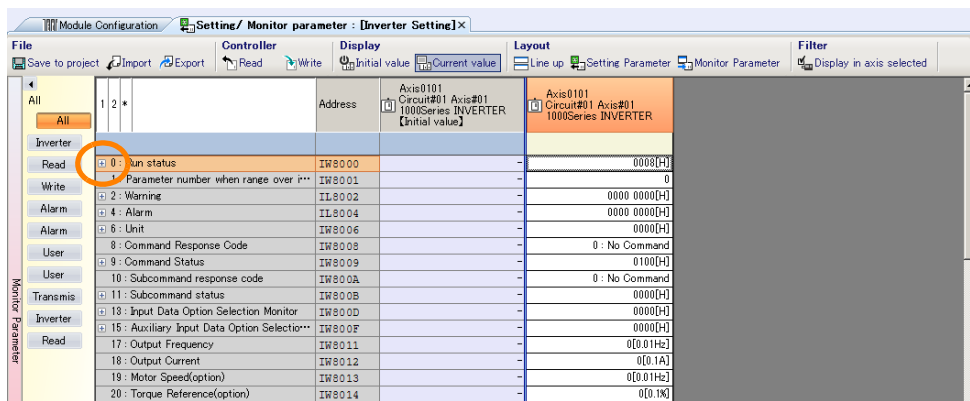 Module Configuration
Setting/ Monitor parameter : [Inverter Setting]×
File
Controller
Display
Layout
Filter
Save to project Import Export Read Write Initial value Current value Line up Setting Parameter Monitor Parameter Display in axis selected
All
All
Inverter
Read
Write
Alarm
Alarm
User
User
Transmis
Inverter
Read
Monitor Parameter
1 2 * Address
Axis0101
Circuit#01 Axis#01
1000Series INVERTER
【Initial value】
Axis0101
Circuit#01 Axis#01
1000Series INVERTER
0 : Run status IW8000 - 0008[H]
1 : Parameter number when range over i… IW8001 - 0
2 : Warning IL8002 - 0000 0000[H]
4 : Alarm IL8004 - 0000 0000[H]
6 : Unit IW8006 - 0000[H]
8 : Command Response Code IW8008 - 0 : No Command
9 : Command Status IW8009 - 0100[H]
10 : Subcommand response code IW800A - 0 : No Command
11 : Subcommand status IW800B - 0000[H]
13 : Input Data Option Selection Monitor IW800D - 0000[H]
15 : Auxiliary Input Data Option Selectio… IW800F - 0000[H]
17 : Output Frequency IW8011 - 0[0.01Hz]
18 : Output Current IW8012 - 0[0.1A]
19 : Motor Speed(option) IW8013 - 0[0.01Hz]
20 : Torque Reference(option) IW8014 - 0[0.1%]